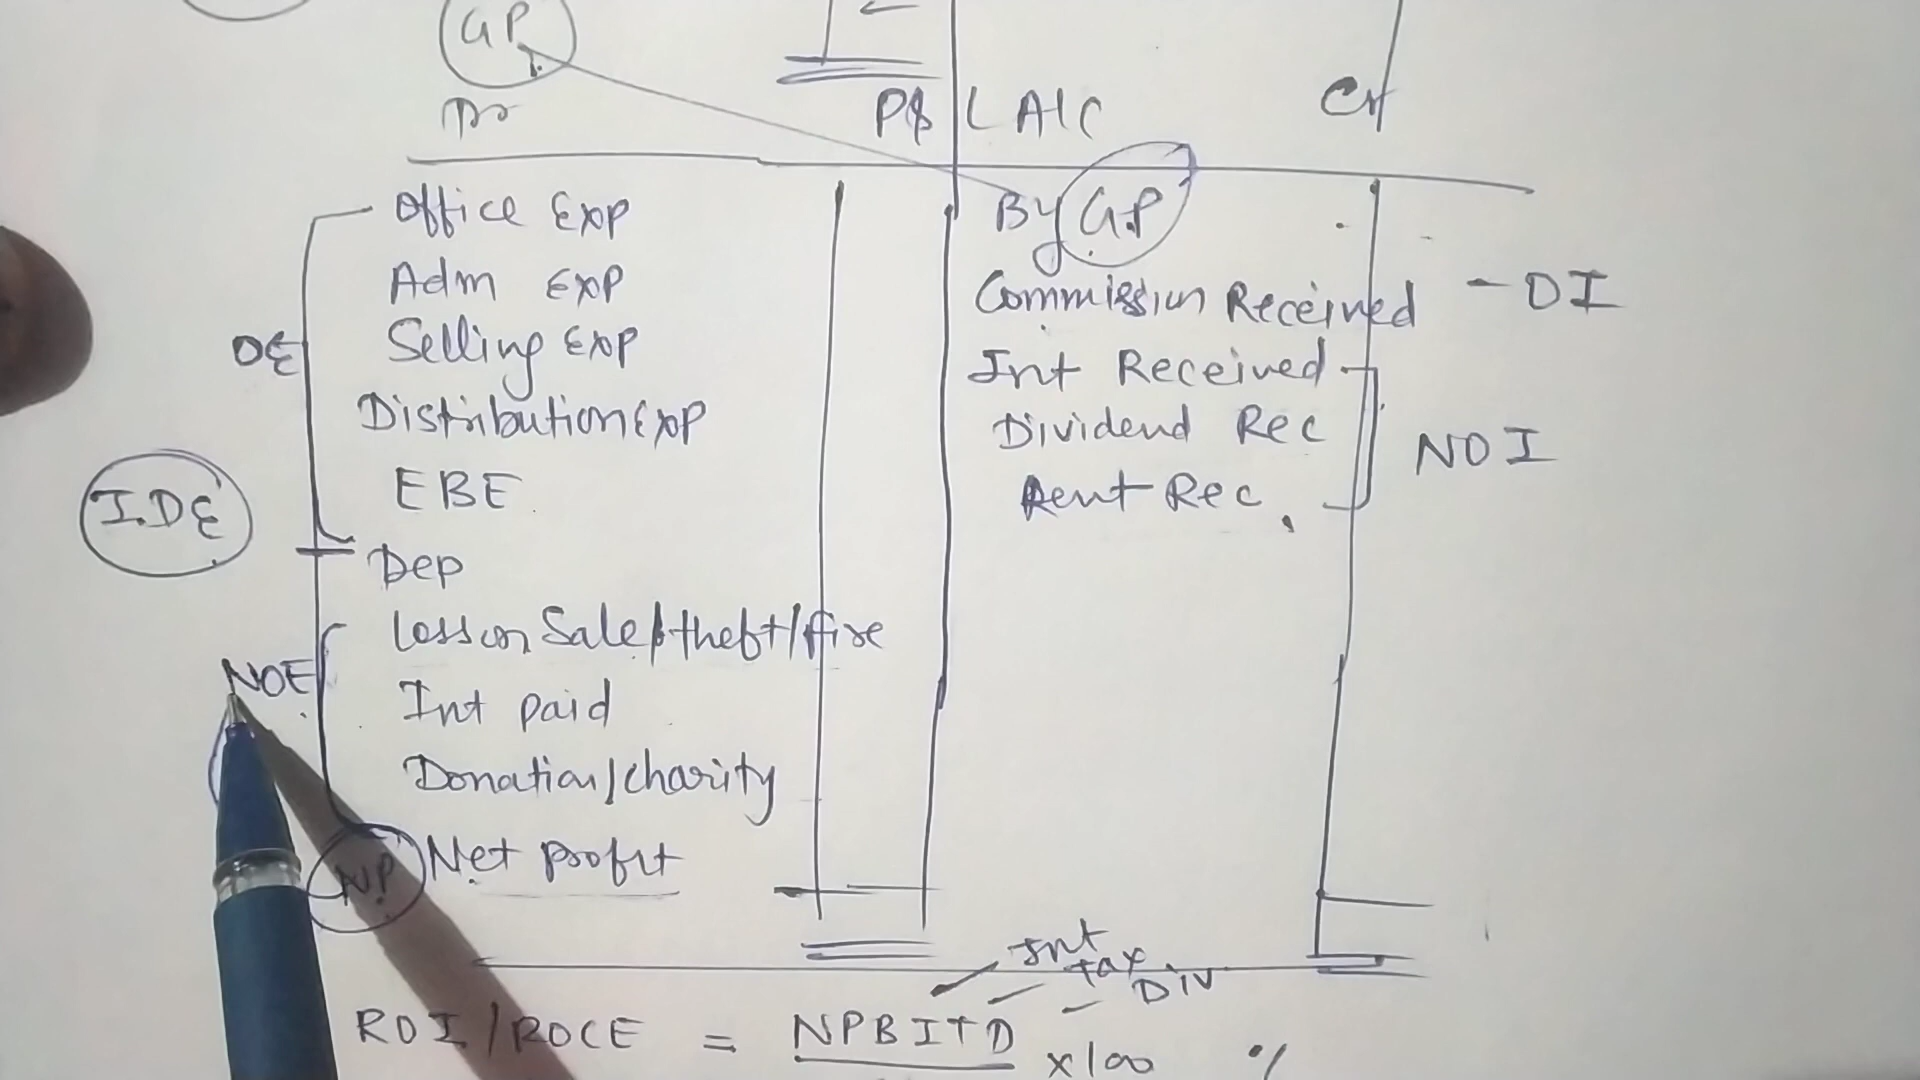 GP
Dr P&L A/C Cr
Office Exp By G.P
Adm Exp Commission Received - OI
OE Selling Exp Int Received
Distribution Exp Dividend Rec NOI
I.DE EBE Rent Rec.
Dep
Loss on Sale/theft/fire
NOE Int paid
Donation/charity
NP Net profit
Int
tax
Div
ROI/ROCE = NPBITD x100 %